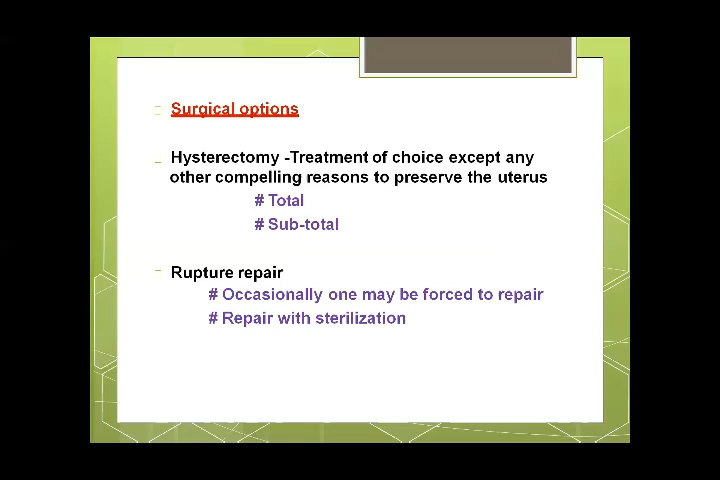 Surgical options
Hysterectomy -Treatment of choice except any
other compelling reasons to preserve the uterus
# Total
# Sub-total
Rupture repair
# Occasionally one may be forced to repair
# Repair with sterilization